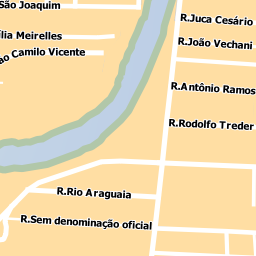 São Joaquim
R.Juca Cesário
ília Meirelles
R.João Vechani
ao Camilo Vicente
R.Antônio Ramos
R.Rodolfo Treder
R.Rio Araguaia
R.Sem denominação oficial